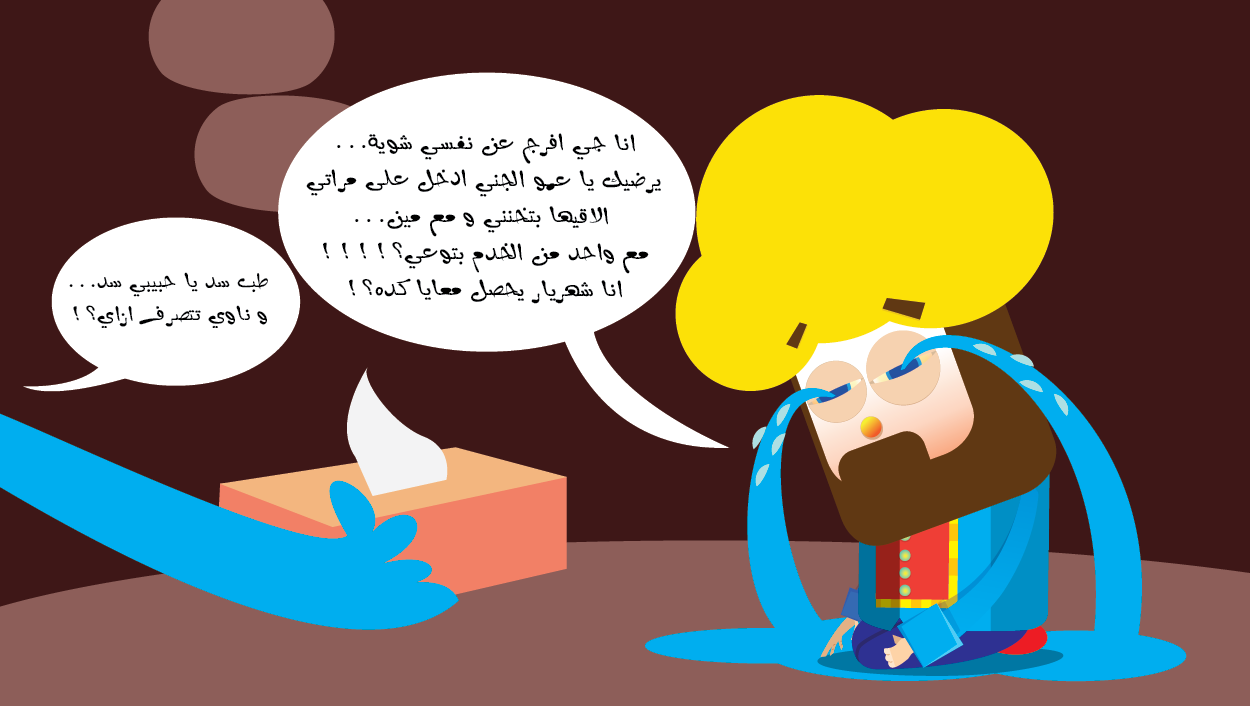 انا جي افرج عن نفسي شوية...
يرضيك يا عمو الجني ادخل على مراتي
الاقيها بتخنني و مع مين...
مع واحد من الخدم بتوعي؟!!!!
انا شهريار يحصل معايا كده؟!
طب سد يا حبيبي سد...
و ناوي تتصرف ازاي؟!